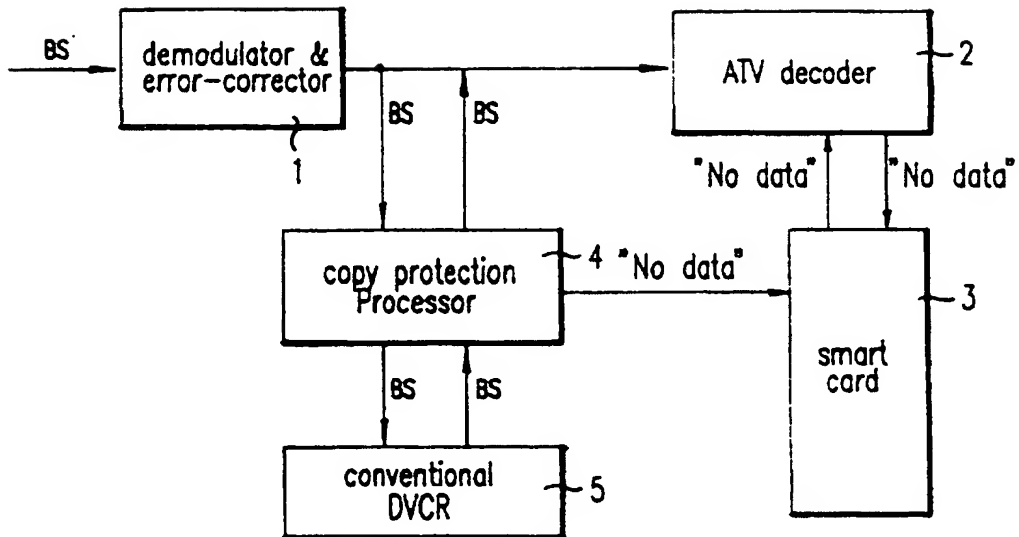 BS
demodulator &
error-corrector
1
ATV decoder
2
BS
BS
"No data"
"No data"
copy protection
Processor
4
"No data"
smart
card
3
BS
BS
conventional
DVCR
5